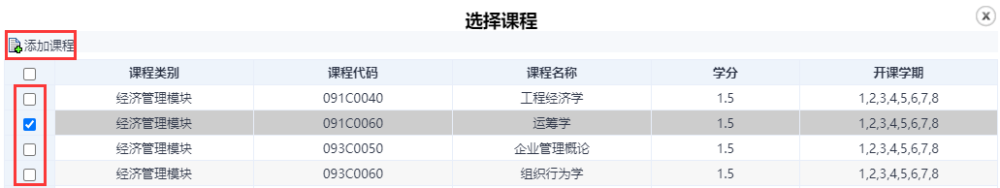 选择课程
添加课程
课程类别 课程代码 课程名称 学分 开课学期
经济管理模块 091C0040 工程经济学 1.5 1,2,3,4,5,6,7,8
经济管理模块 091C0060 运筹学 1.5 1,2,3,4,5,6,7,8
经济管理模块 093C0050 企业管理概论 1.5 1,2,3,4,5,6,7,8
经济管理模块 093C0060 组织行为学 1.5 1,2,3,4,5,6,7,8